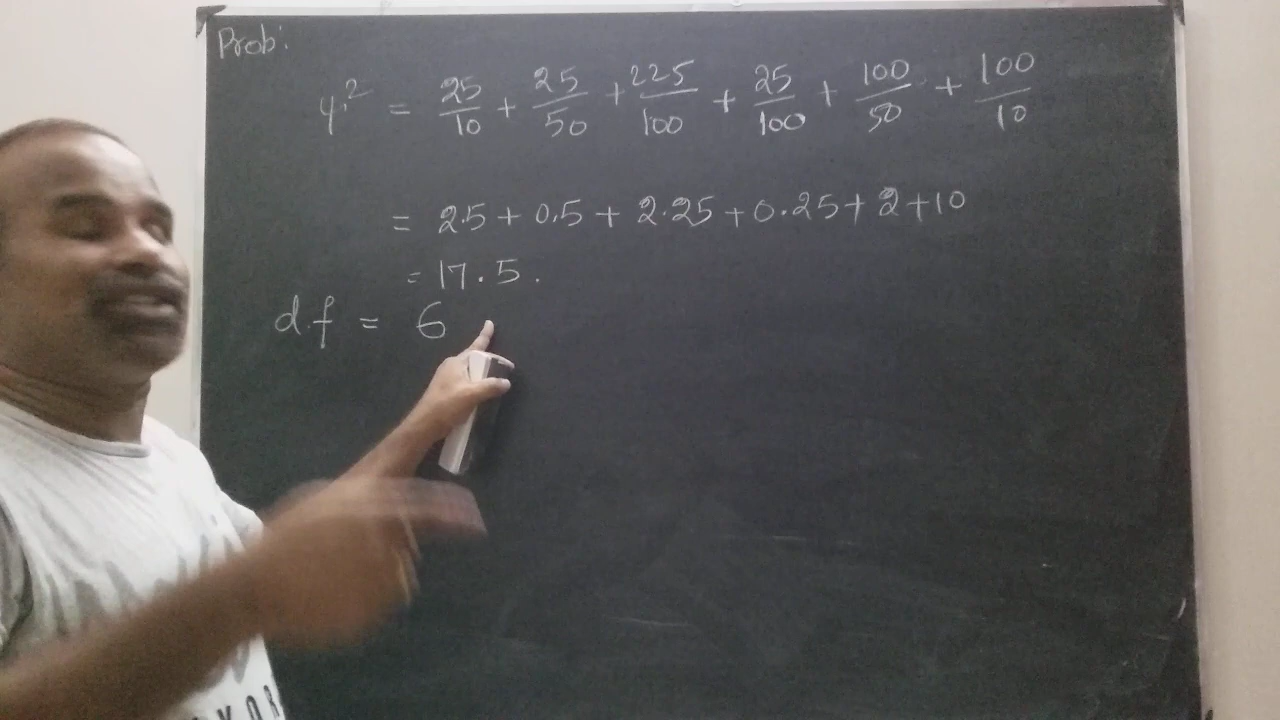 Prob:
ψ² = 25/10 + 25/50 + 225/100 + 25/100 + 100/50 + 100/10
= 2.5 + 0.5 + 2.25 + 0.25 + 2 + 10
= 17.5.
d.f = 6